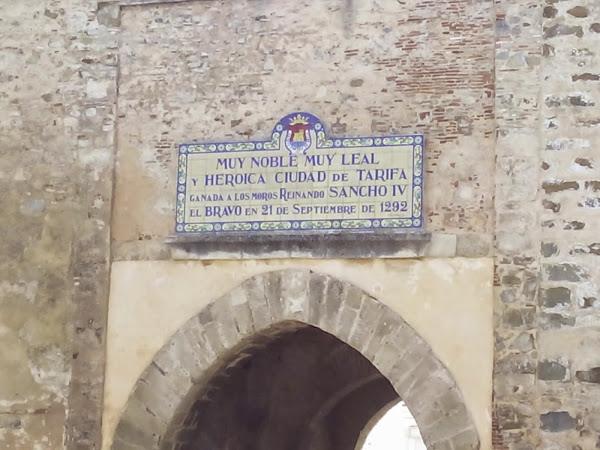 MUY NOBLE MUY LEAL
Y HEROICA CIUDAD DE TARIFA
GANADA A LOS MOROS REINANDO SANCHO IV
EL BRAVO EN 21 DE SEPTIEMBRE DE 1292